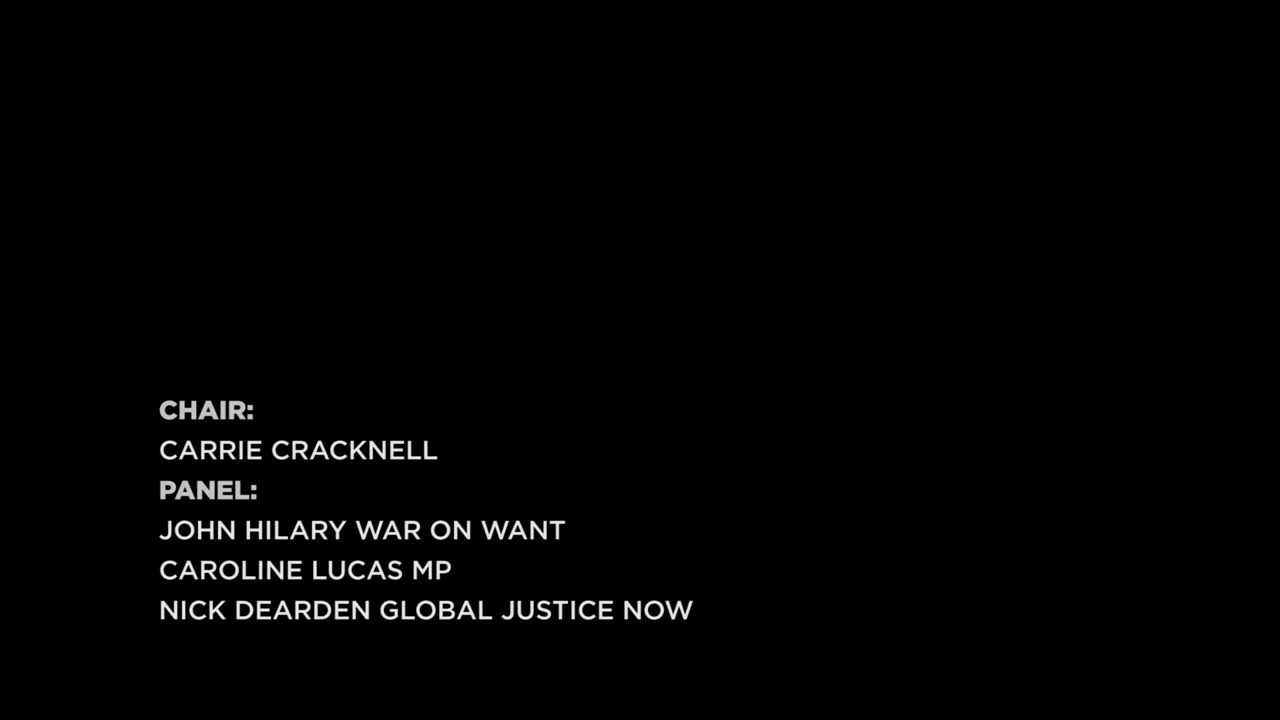 CHAIR:
CARRIE CRACKNELL
PANEL:
JOHN HILARY WAR ON WANT
CAROLINE LUCAS MP
NICK DEARDEN GLOBAL JUSTICE NOW